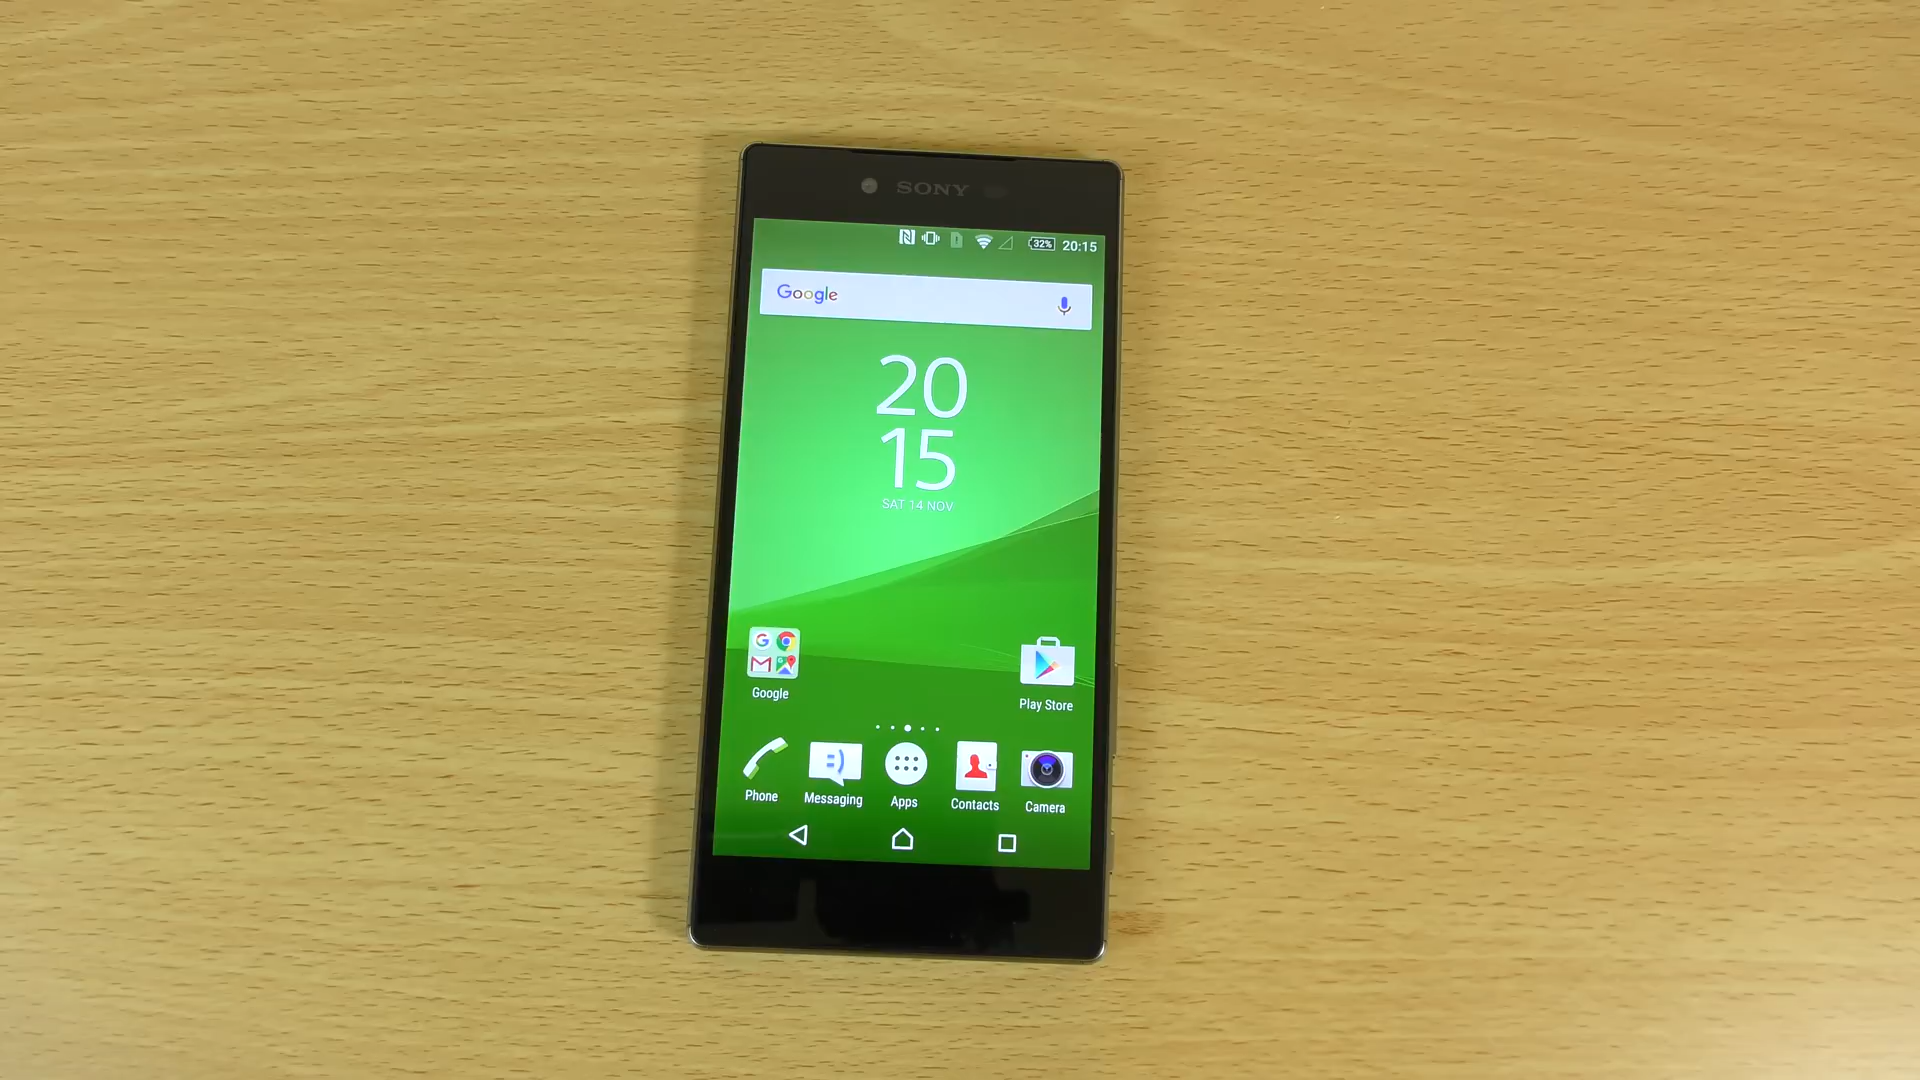 SONY
32% 20:15
Google
20
15
SAT 14 NOV
Google
Play Store
Phone Messaging Apps Contacts Camera